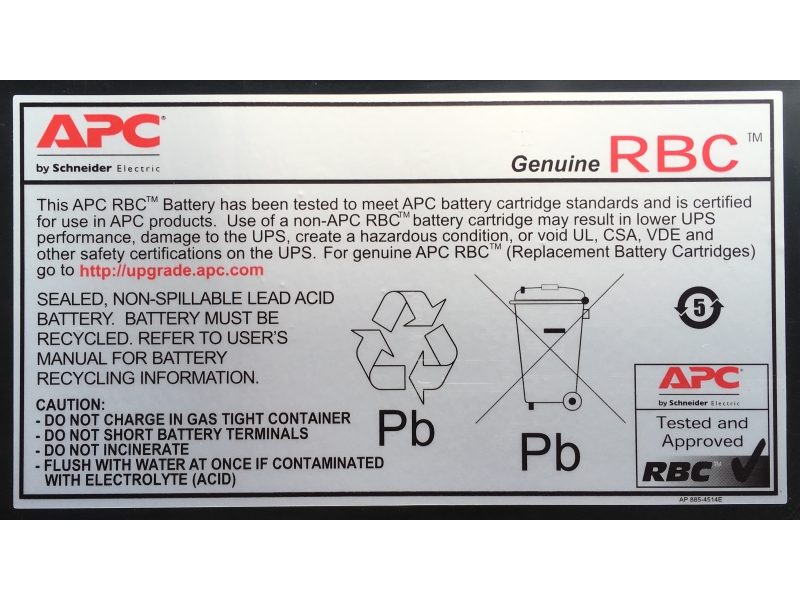 APC®
by Schneider Electric
Genuine RBC™
This APC RBC™ Battery has been tested to meet APC battery cartridge standards and is certified
for use in APC products. Use of a non-APC RBC™ battery cartridge may result in lower UPS
performance, damage to the UPS, create a hazardous condition, or void UL, CSA, VDE and
other safety certifications on the UPS. For genuine APC RBC™ (Replacement Battery Cartridges)
go to http://upgrade.apc.com
SEALED, NON-SPILLABLE LEAD ACID
BATTERY. BATTERY MUST BE
RECYCLED. REFER TO USER'S
MANUAL FOR BATTERY
RECYCLING INFORMATION.
CAUTION:
- DO NOT CHARGE IN GAS TIGHT CONTAINER
- DO NOT SHORT BATTERY TERMINALS
- DO NOT INCINERATE
- FLUSH WITH WATER AT ONCE IF CONTAMINATED
WITH ELECTROLYTE (ACID)
Pb
Pb
5
APC
by Schneider Electric
Tested and
Approved
RBC™
AP 885-4514E